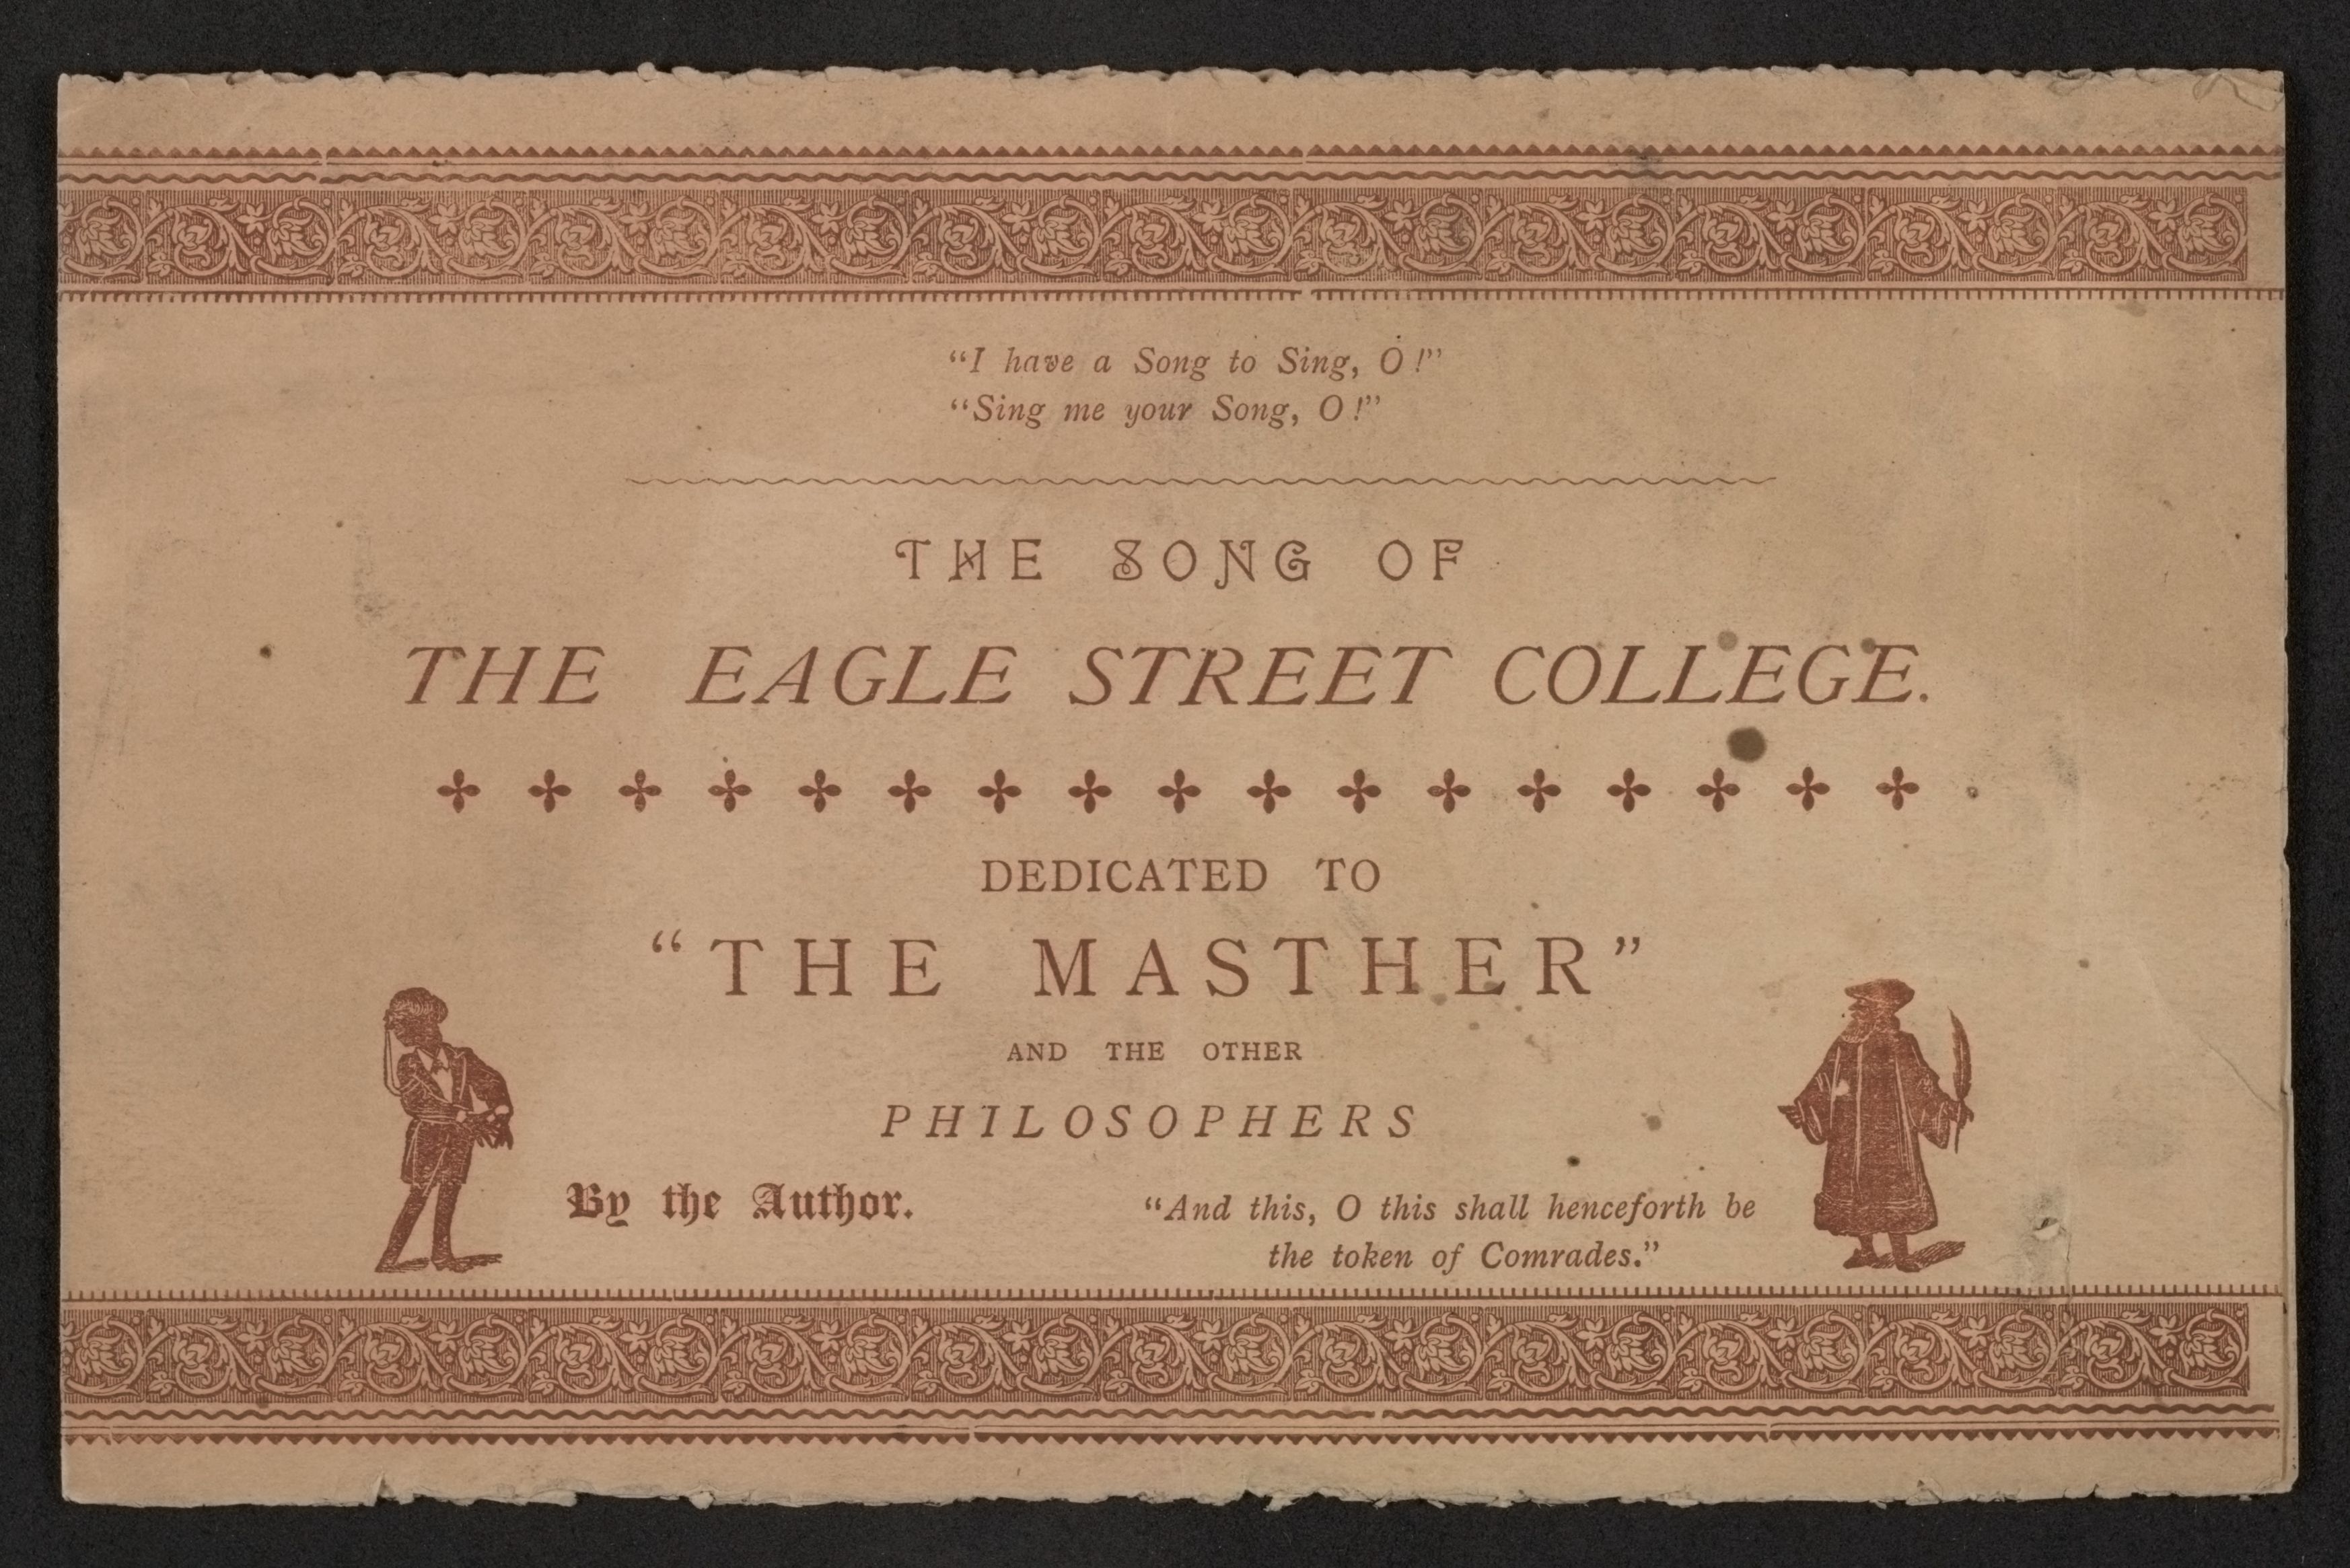 “I have a Song to Sing, O!”
“Sing me your Song, O!”
THE SONG OF
THE EAGLE STREET COLLEGE.
DEDICATED TO
“THE MASTHER”
AND THE OTHER
PHILOSOPHERS
By the Author.
“And this, O this shall henceforth be
the token of Comrades.”